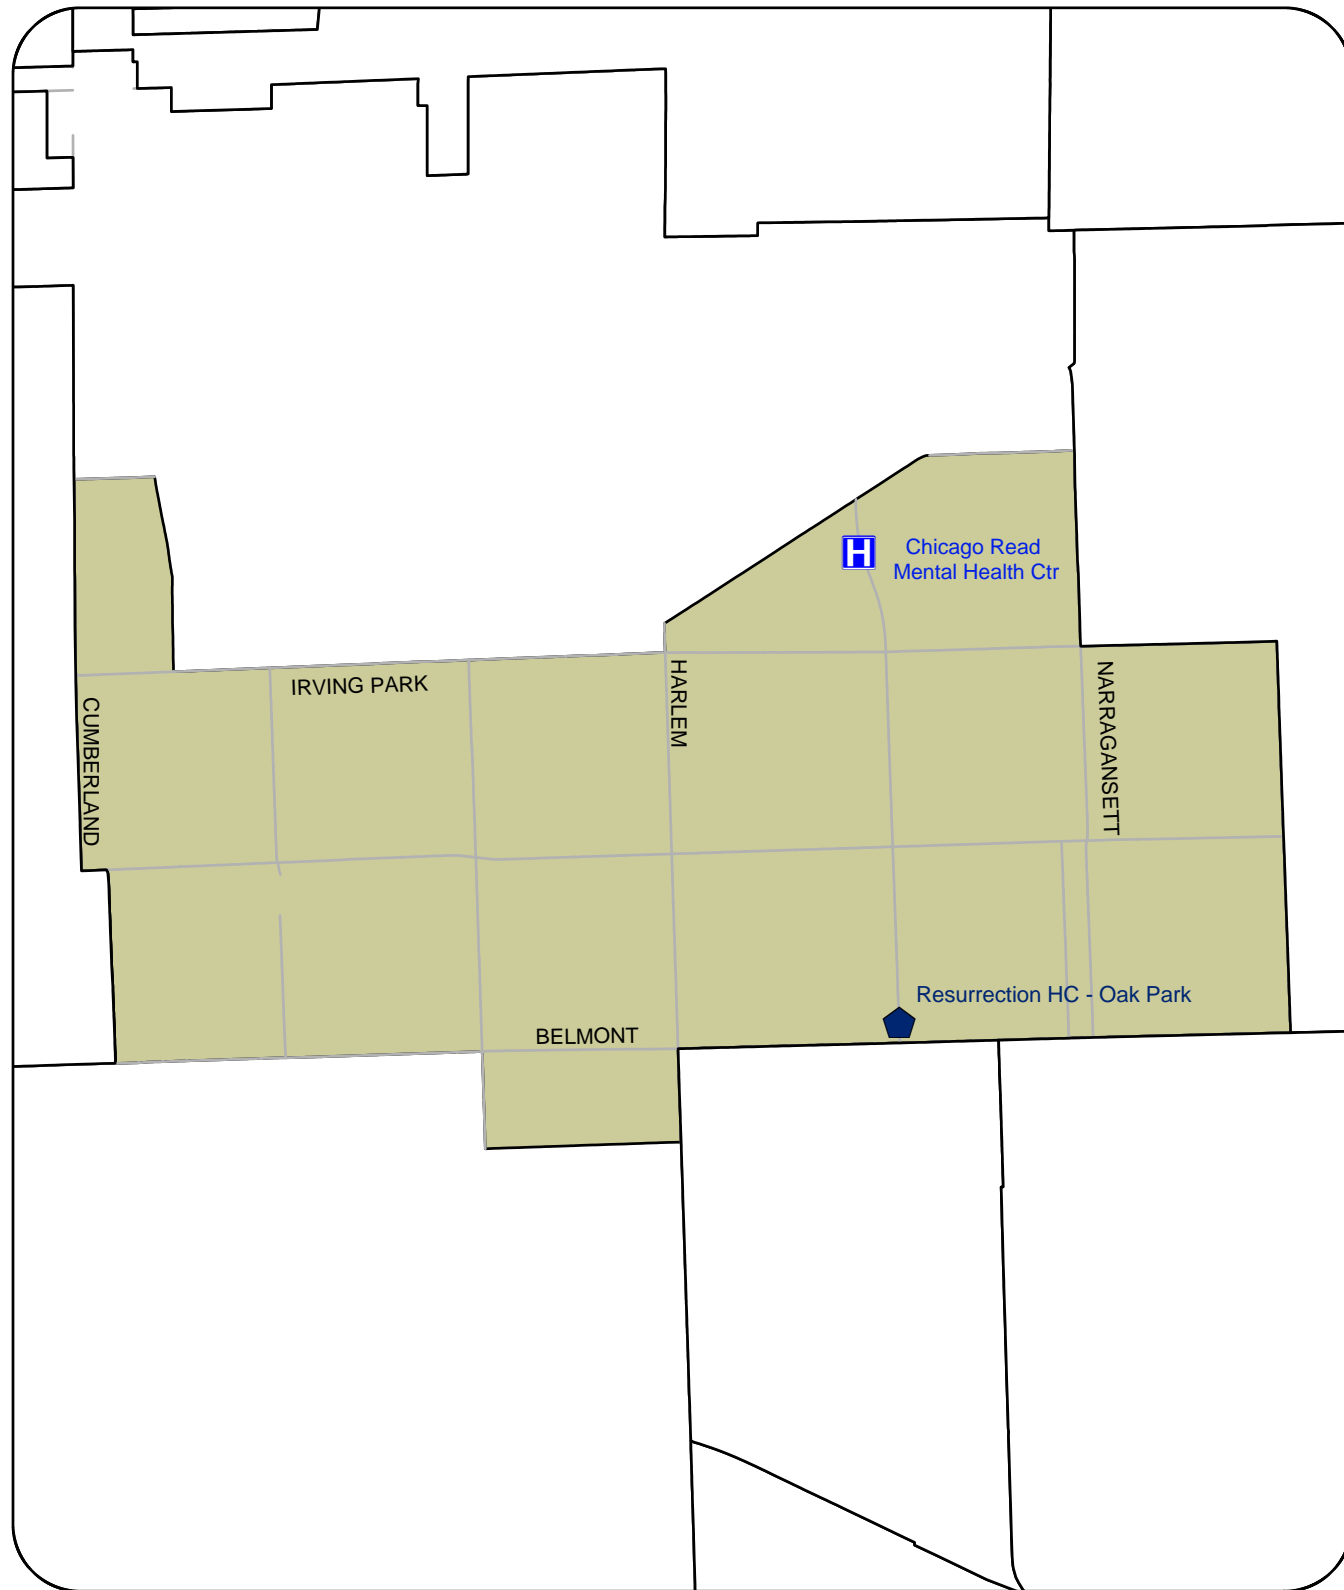 H
Chicago Read
Mental Health Ctr
IRVING PARK
HARLEM
NARRAGANSETT
CUMBERLAND
Resurrection HC - Oak Park
BELMONT